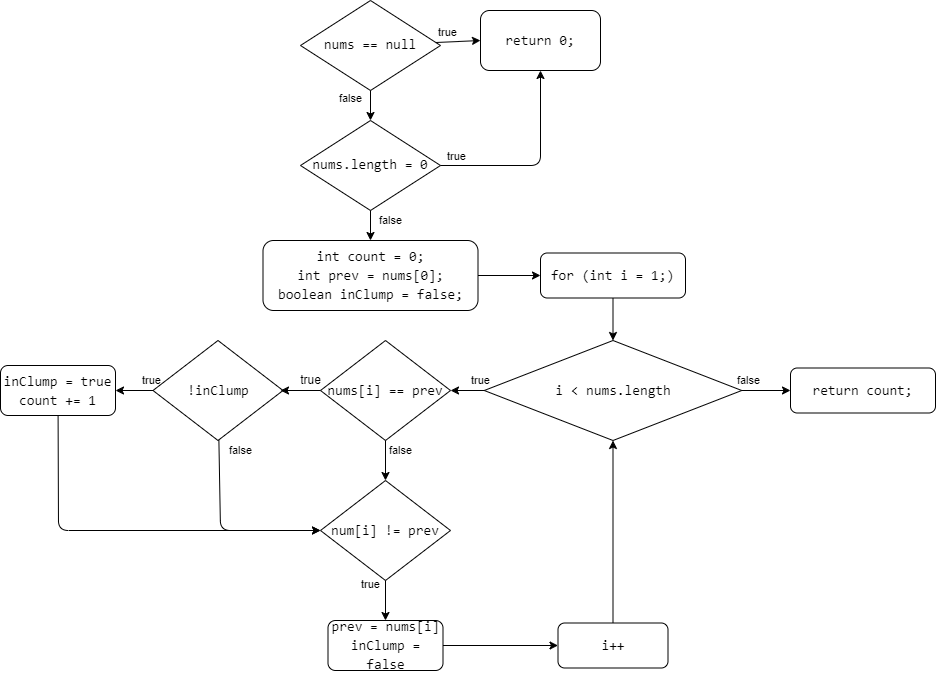 nums == null
true
return 0;
false
nums.length = 0
true
false
int count = 0;
int prev = nums[0];
boolean inClump = false;
for (int i = 1;)
inClump = true
count += 1
true
!inClump
true
nums[i] == prev
true
i < nums.length
false
return count;
false
false
num[i] != prev
true
prev = nums[i]
inClump =
false
i++